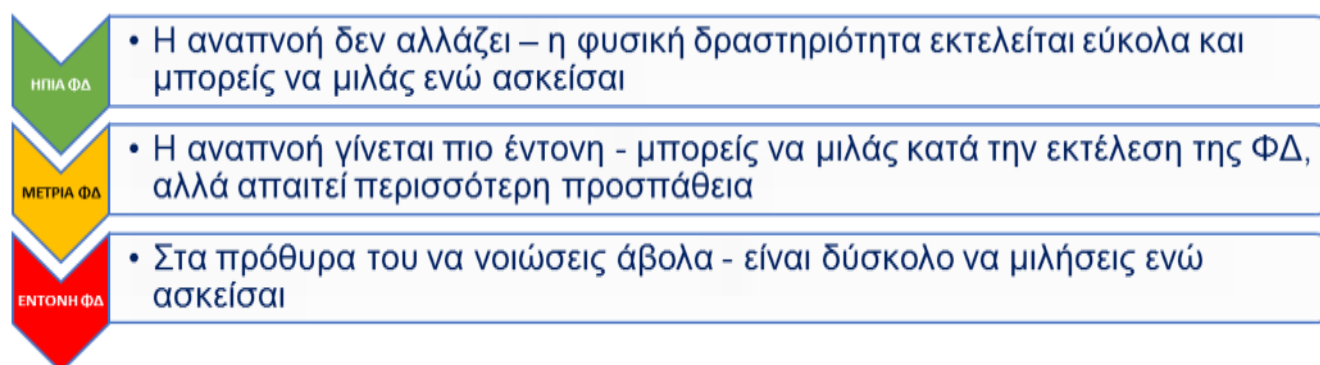 ΗΠΙΑ ΦΔ
• Η αναπνοή δεν αλλάζει – η φυσική δραστηριότητα εκτελείται εύκολα και
μπορείς να μιλάς ενώ ασκείσαι
ΜΕΤΡΙΑ ΦΔ
• Η αναπνοή γίνεται πιο έντονη - μπορείς να μιλάς κατά την εκτέλεση της ΦΔ,
αλλά απαιτεί περισσότερη προσπάθεια
ΕΝΤΟΝΗ ΦΔ
• Στα πρόθυρα του να νοιώσεις άβολα - είναι δύσκολο να μιλήσεις ενώ
ασκείσαι